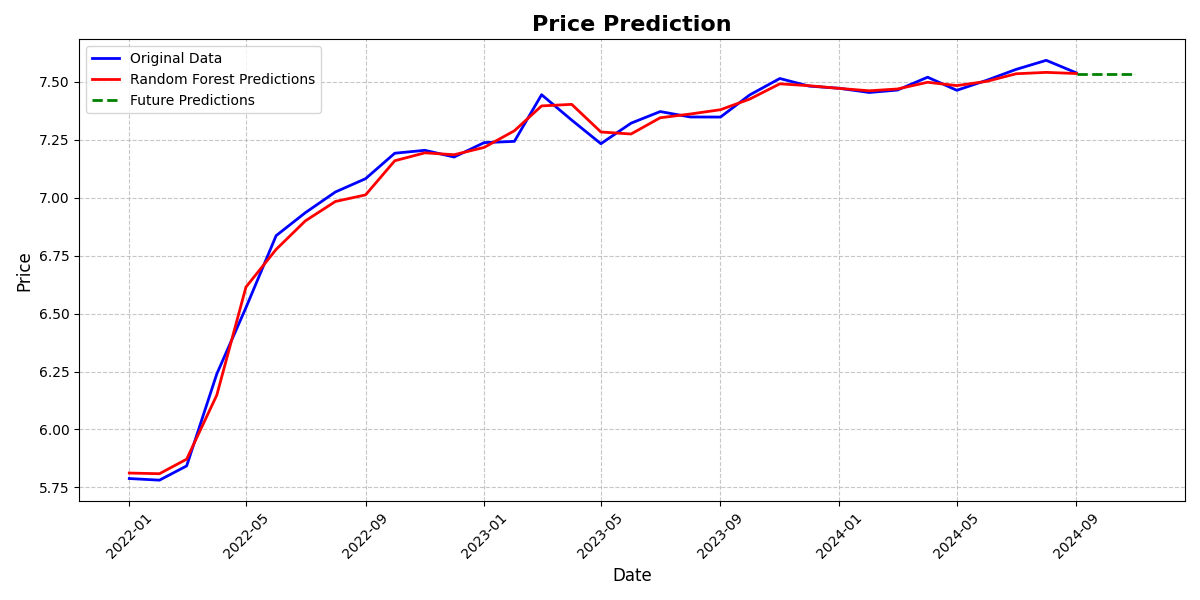 Price Prediction
Original Data
Random Forest Predictions
Future Predictions
Price
7.50
7.25
7.00
6.75
6.50
6.25
6.00
5.75
2022-01
2022-05
2022-09
2023-01
2023-05
2023-09
2024-01
2024-05
2024-09
Date